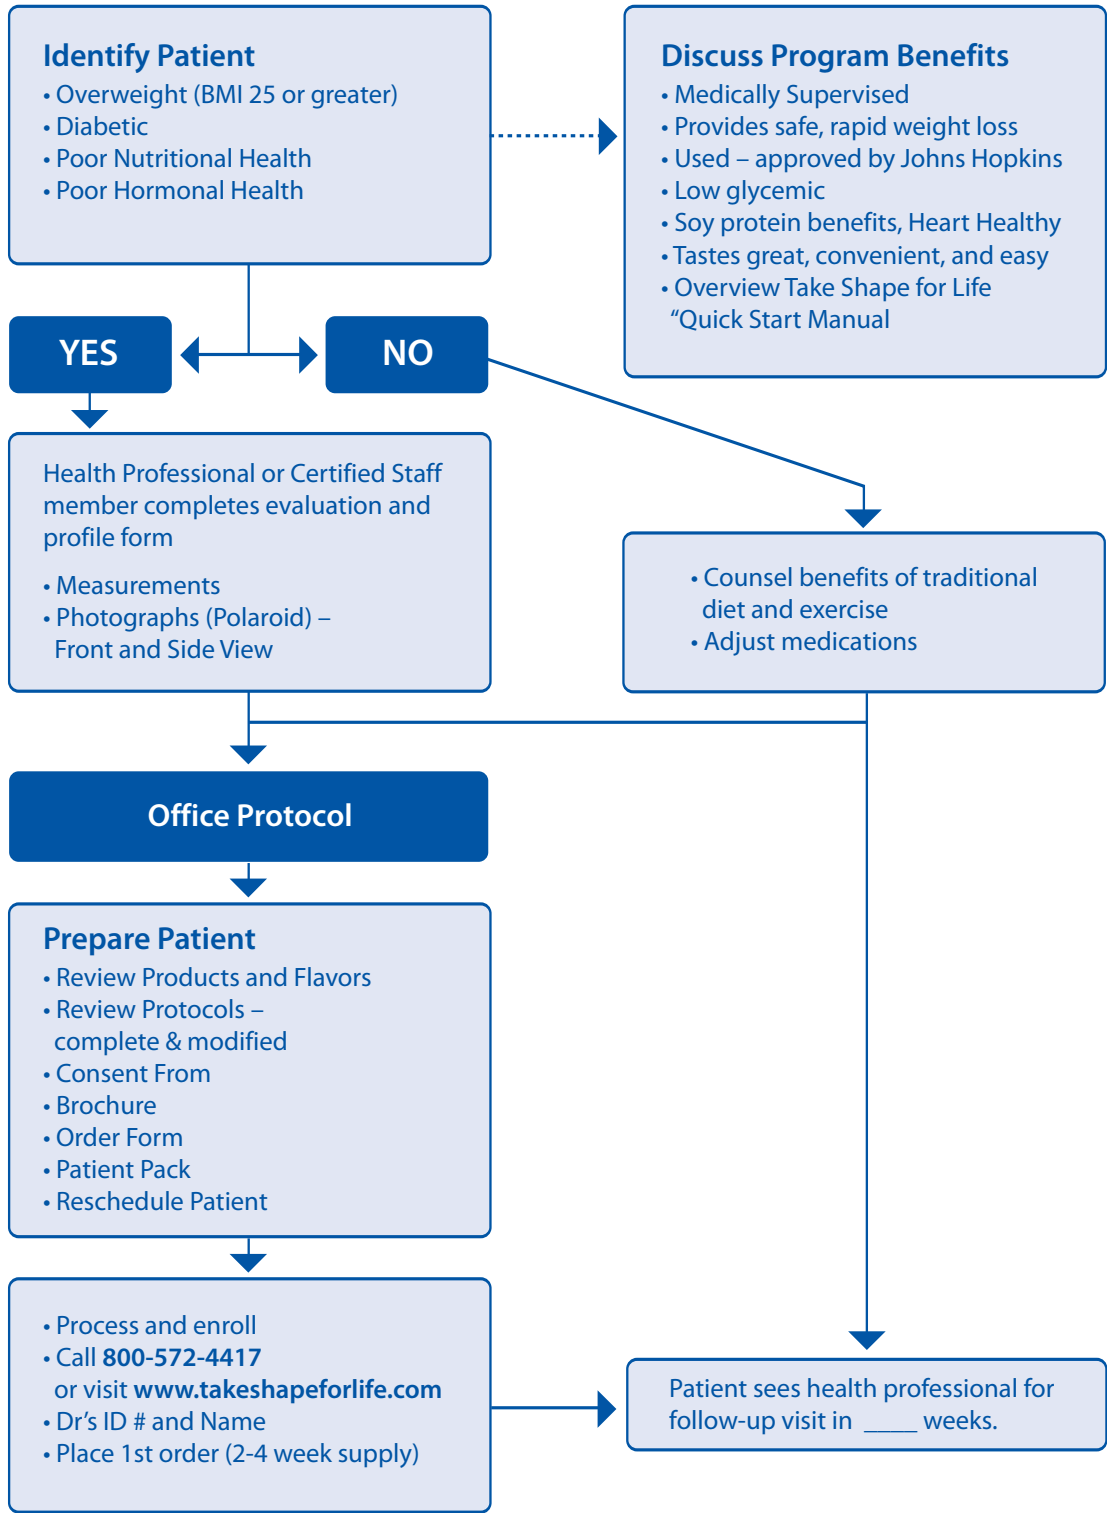 Identify Patient
• Overweight (BMI 25 or greater)
• Diabetic
• Poor Nutritional Health
• Poor Hormonal Health
Discuss Program Benefits
• Medically Supervised
• Provides safe, rapid weight loss
• Used – approved by Johns Hopkins
• Low glycemic
• Soy protein benefits, Heart Healthy
• Tastes great, convenient, and easy
• Overview Take Shape for Life
“Quick Start Manual
YES
NO
Health Professional or Certified Staff
member completes evaluation and
profile form
• Measurements
• Photographs (Polaroid) –
Front and Side View
• Counsel benefits of traditional
diet and exercise
• Adjust medications
Office Protocol
Prepare Patient
• Review Products and Flavors
• Review Protocols –
complete & modified
• Consent From
• Brochure
• Order Form
• Patient Pack
• Reschedule Patient
• Process and enroll
• Call 800-572-4417
or visit www.takeshapeforlife.com
• Dr's ID # and Name
• Place 1st order (2-4 week supply)
Patient sees health professional for
follow-up visit in ____ weeks.